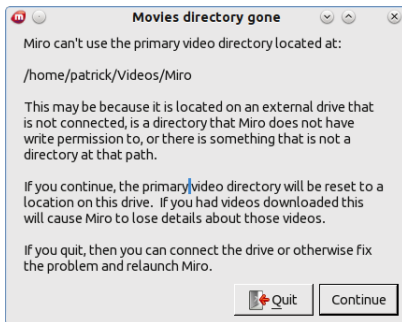 Movies directory gone
Miro can't use the primary video directory located at:
/home/patrick/Videos/Miro
This may be because it is located on an external drive that
is not connected, is a directory that Miro does not have
write permission to, or there is something that is not a
directory at that path.
If you continue, the primary video directory will be reset to a
location on this drive.  If you had videos downloaded this
will cause Miro to lose details about those videos.
If you quit, then you can connect the drive or otherwise fix
the problem and relaunch Miro.
Quit Continue